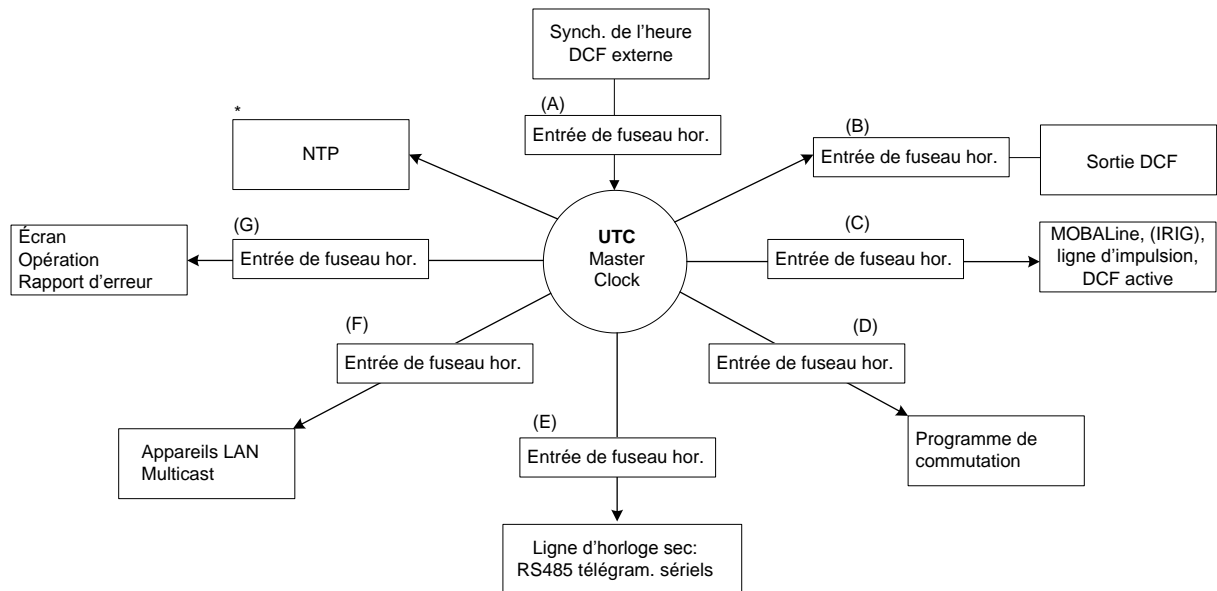 Synch. de l'heure
DCF externe
(A)
Entrée de fuseau hor.
*
NTP
(B)
Entrée de fuseau hor.
Sortie DCF
(G)
Entrée de fuseau hor.
Écran
Opération
Rapport d'erreur
UTC
Master
Clock
(C)
Entrée de fuseau hor.
MOBALine, (IRIG),
ligne d'impulsion,
DCF active
(F)
Entrée de fuseau hor.
(D)
Entrée de fuseau hor.
Appareils LAN
Multicast
(E)
Entrée de fuseau hor.
Programme de
commutation
Ligne d'horloge sec:
RS485 télégram. sériels